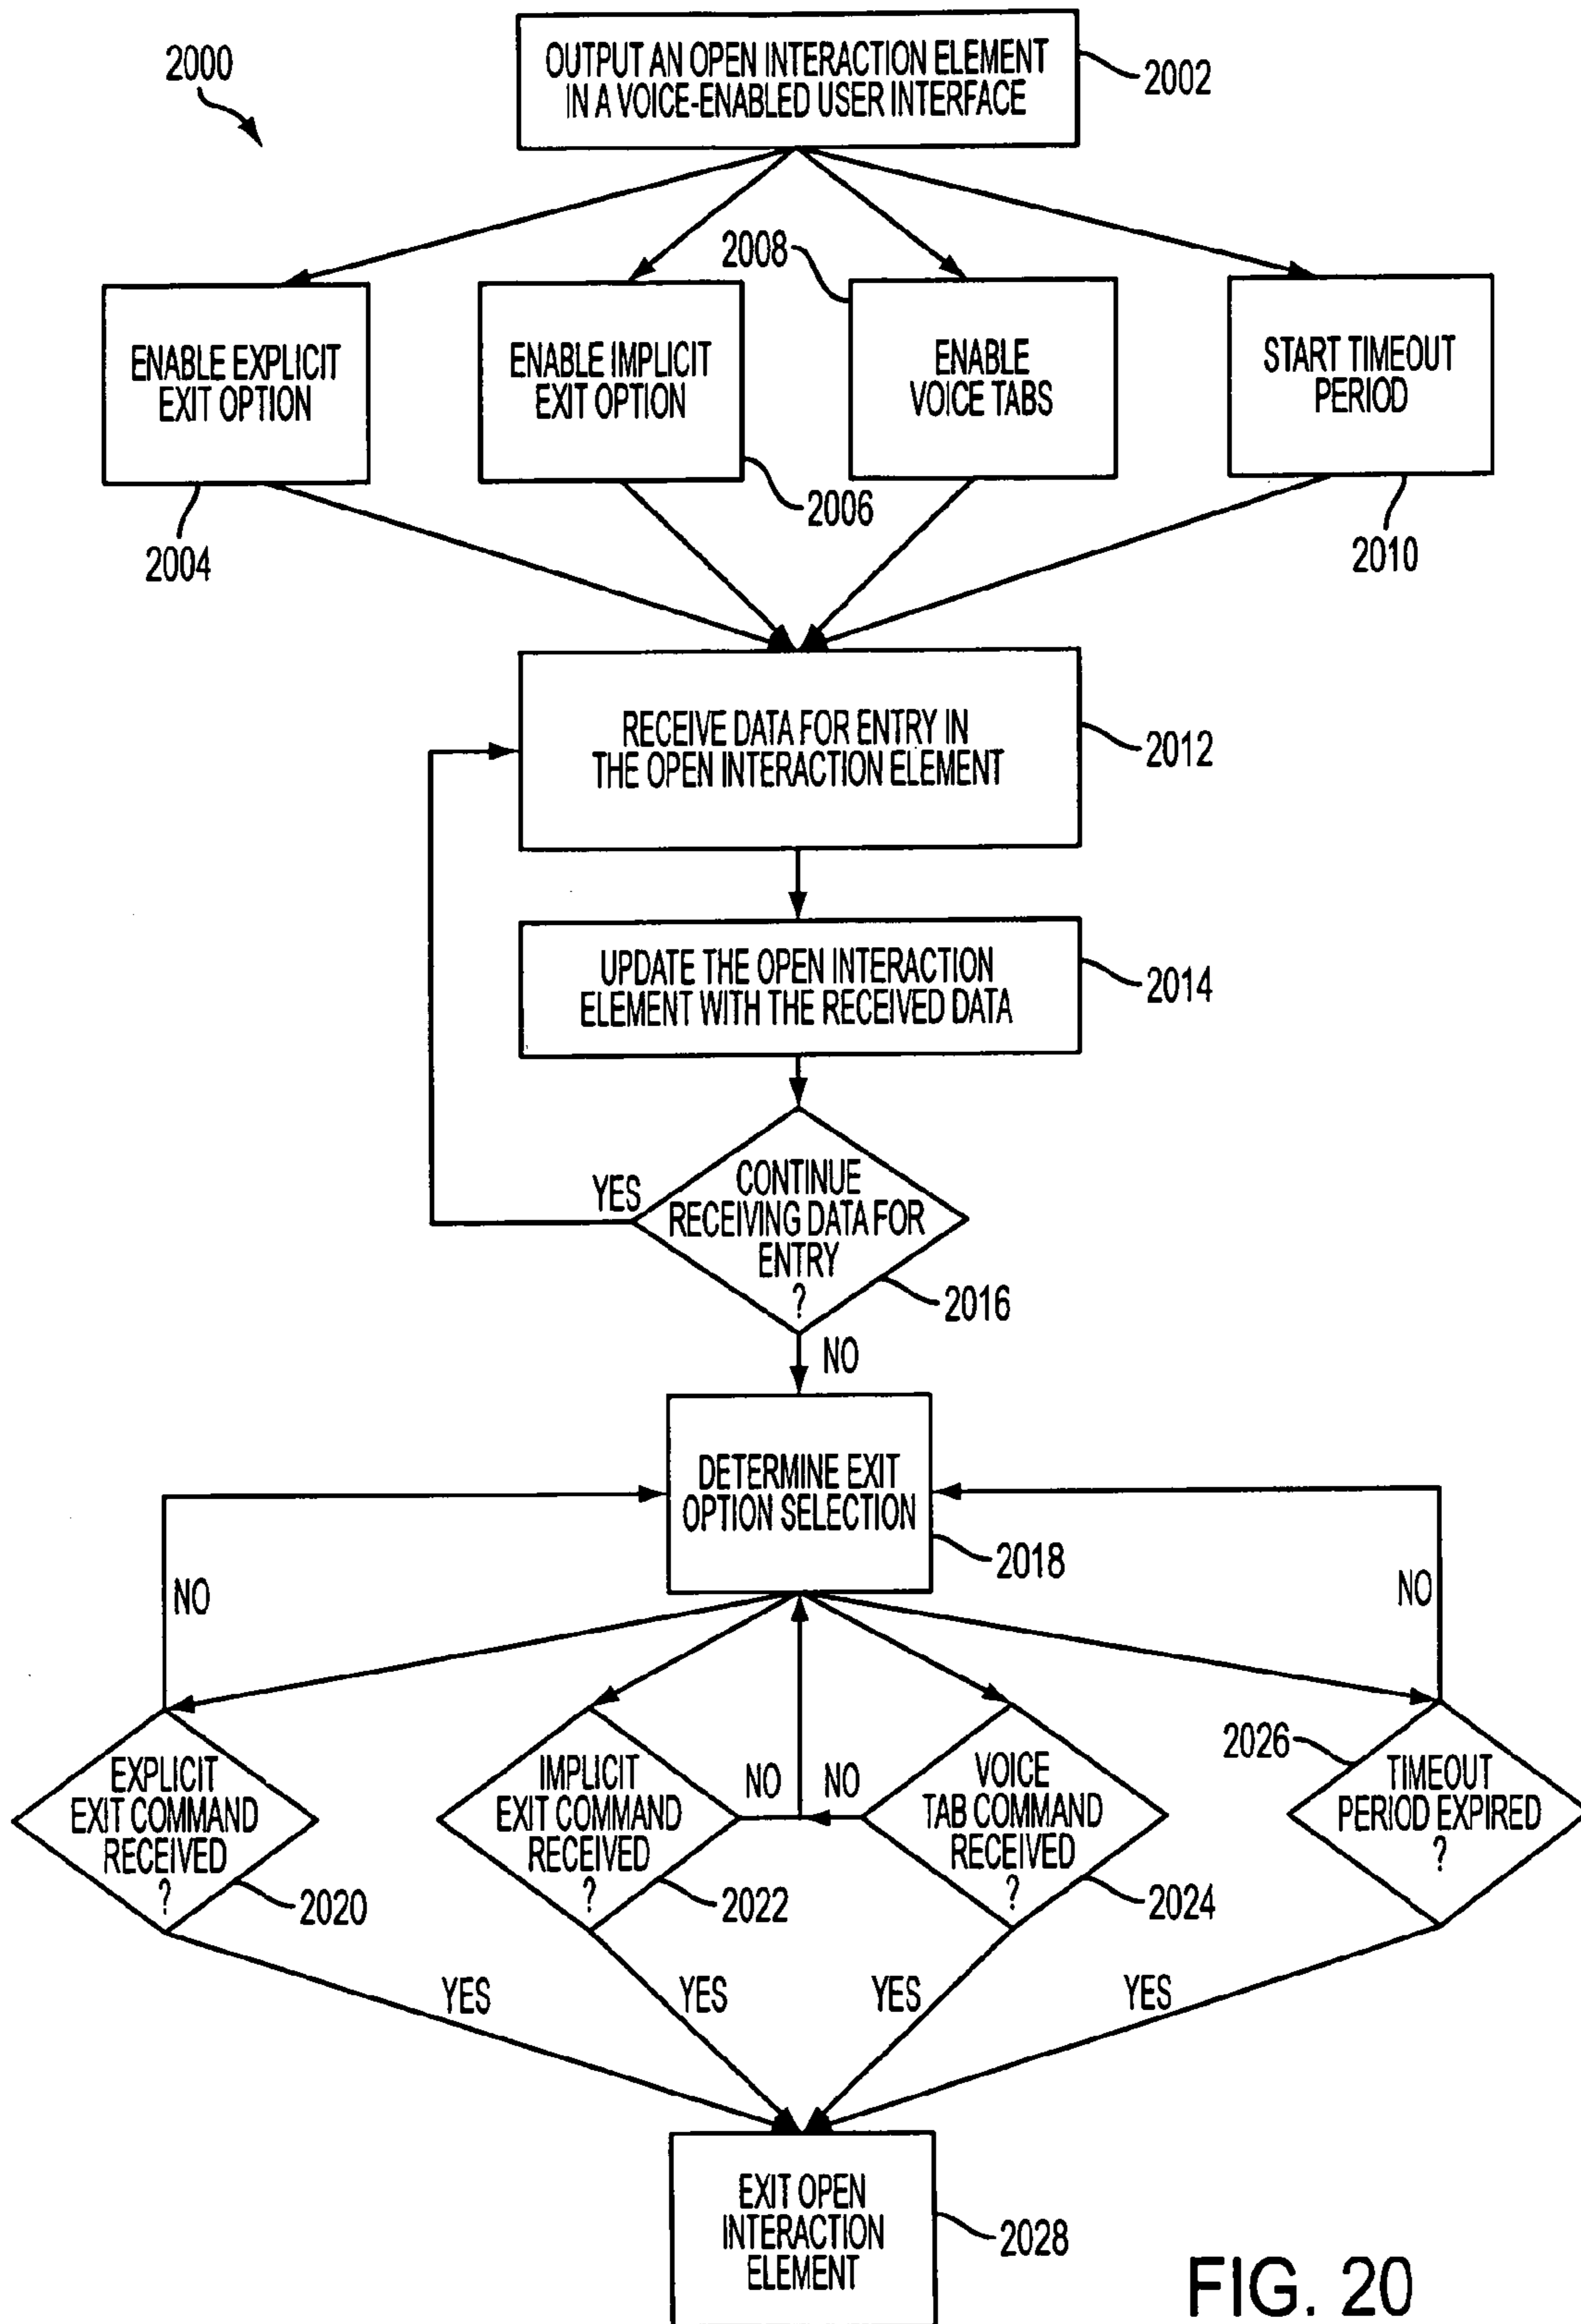 2000
OUTPUT AN OPEN INTERACTION ELEMENT
IN A VOICE-ENABLED USER INTERFACE
2002
2008
ENABLE EXPLICIT
EXIT OPTION
ENABLE IMPLICIT
EXIT OPTION
ENABLE
VOICE TABS
START TIMEOUT
PERIOD
2004
2006
2010
RECEIVE DATA FOR ENTRY IN
THE OPEN INTERACTION ELEMENT
2012
UPDATE THE OPEN INTERACTION
ELEMENT WITH THE RECEIVED DATA
2014
YES
CONTINUE
RECEIVING DATA FOR
ENTRY
?
2016
NO
DETERMINE EXIT
OPTION SELECTION
2018
NO
NO
EXPLICIT
EXIT COMMAND
RECEIVED
?
2020
IMPLICIT
EXIT COMMAND
RECEIVED
?
2022
NO
NO
VOICE
TAB COMMAND
RECEIVED
?
2024
2026
TIMEOUT
PERIOD EXPIRED
?
YES
YES
YES
YES
EXIT OPEN
INTERACTION
ELEMENT
2028
FIG. 20